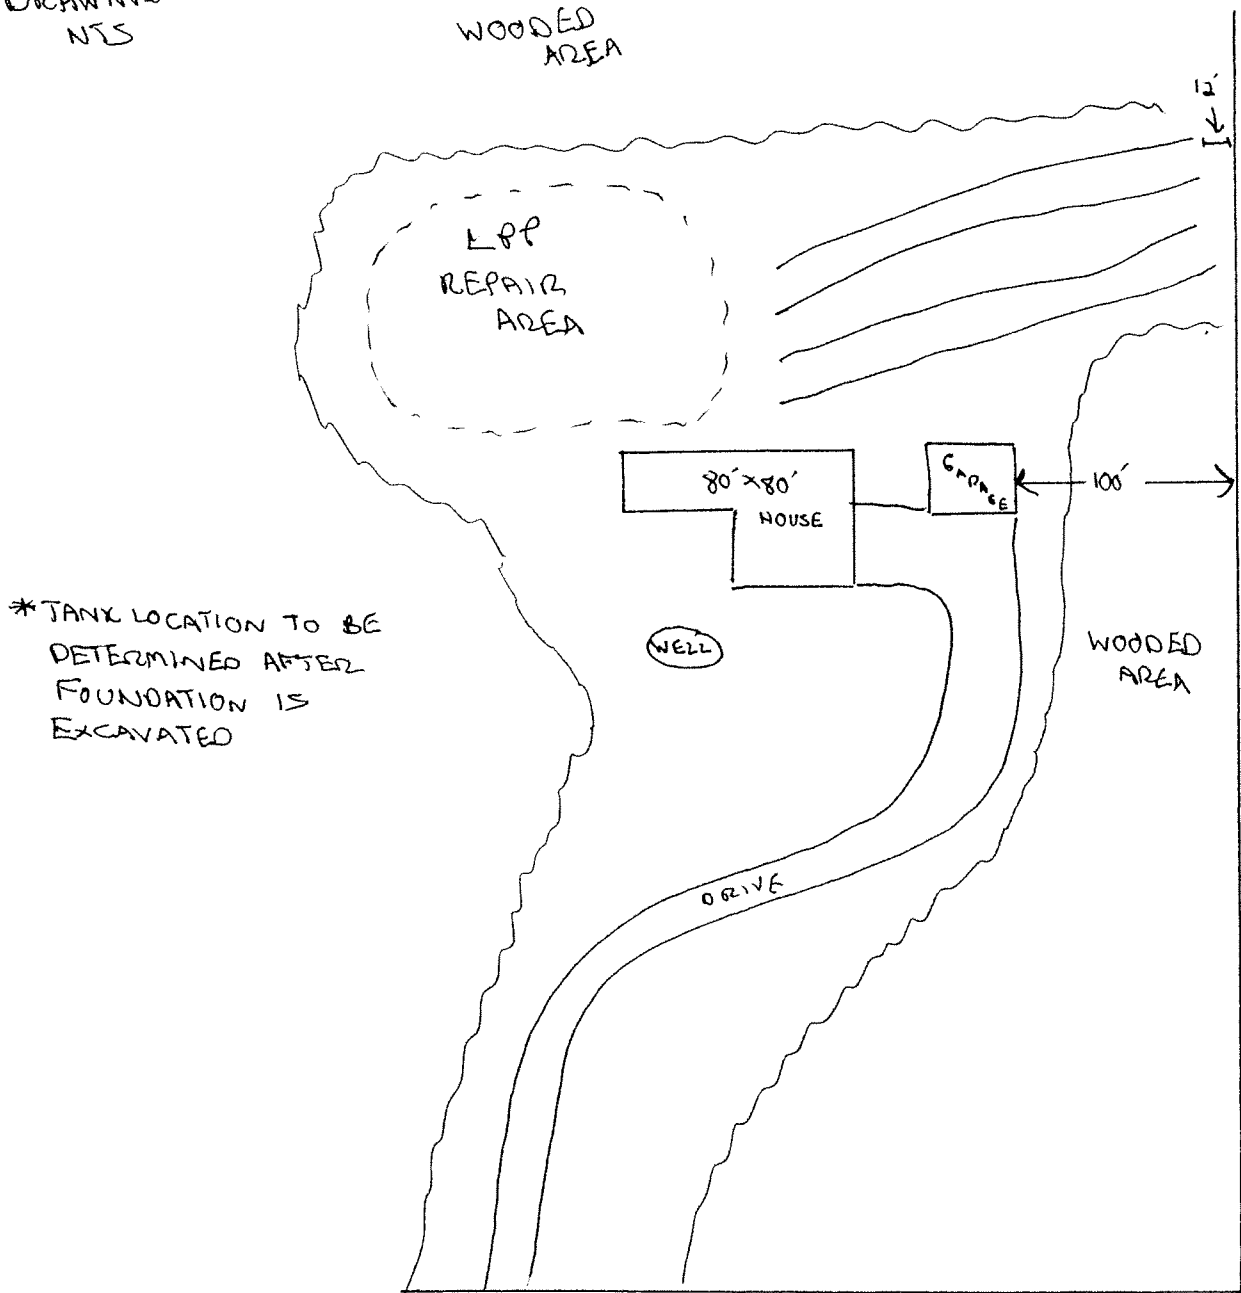 NTS
WOODED
AREA
12'
LPP
REPAIR
AREA
80' x 80'
HOUSE
GARAGE
100'
* TANK LOCATION TO BE
DETERMINED AFTER
FOUNDATION IS
EXCAVATED
WELL
WOODED
AREA
DRIVE